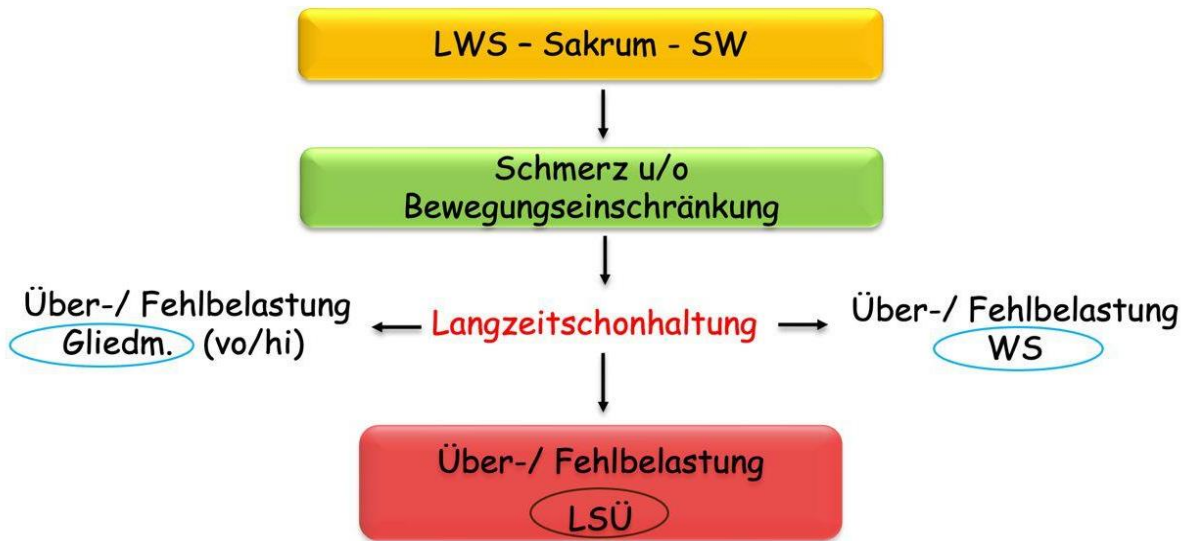 LWS – Sakrum - SW
Schmerz u/o
Bewegungseinschränkung
Über-/ Fehlbelastung
Gliedm. (vo/hi)
Langzeitschonhaltung
Über-/ Fehlbelastung
WS
Über-/ Fehlbelastung
LSÜ